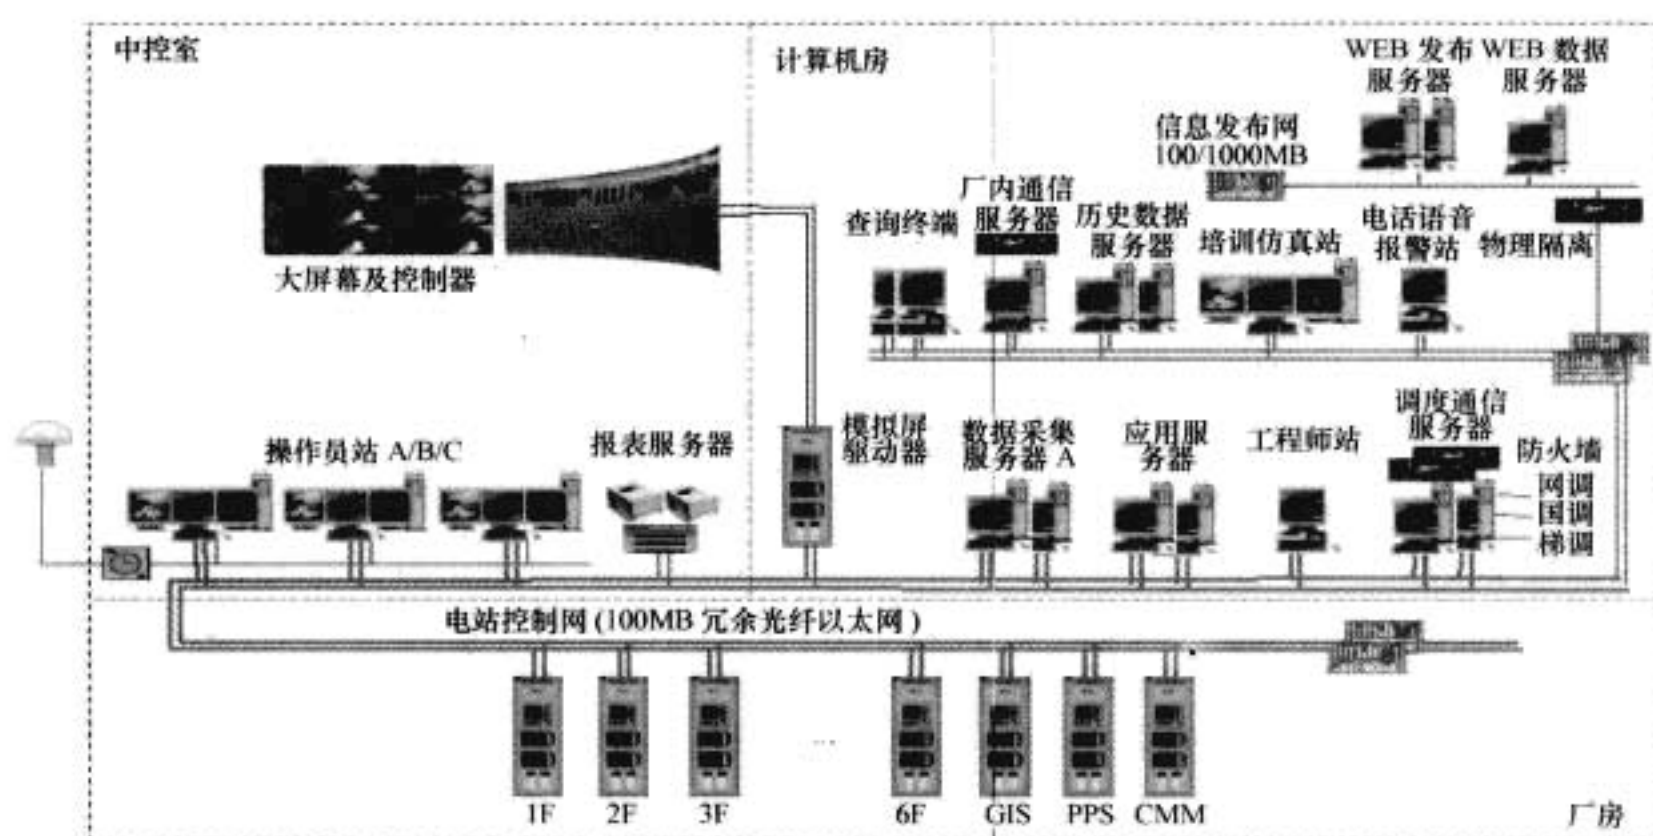 中控室
计算机房
WEB 发布
服务器
WEB 数据
服务器
信息发布网
100/1000MB
查询终端
厂内通信
服务器
历史数据
服务器
培训仿真站
电话语音
报警站
物理隔离
大屏幕及控制器
操作员站 A/B/C
报表服务器
模拟屏
驱动器
数据采集
服务器 A
应用服
务器
工程师站
调度通信
服务器
防火墙
网调
国调
梯调
电站控制网 (100MB 冗余光纤以太网)
1F
2F
3F
...
6F
GIS
PPS
CMM
厂房